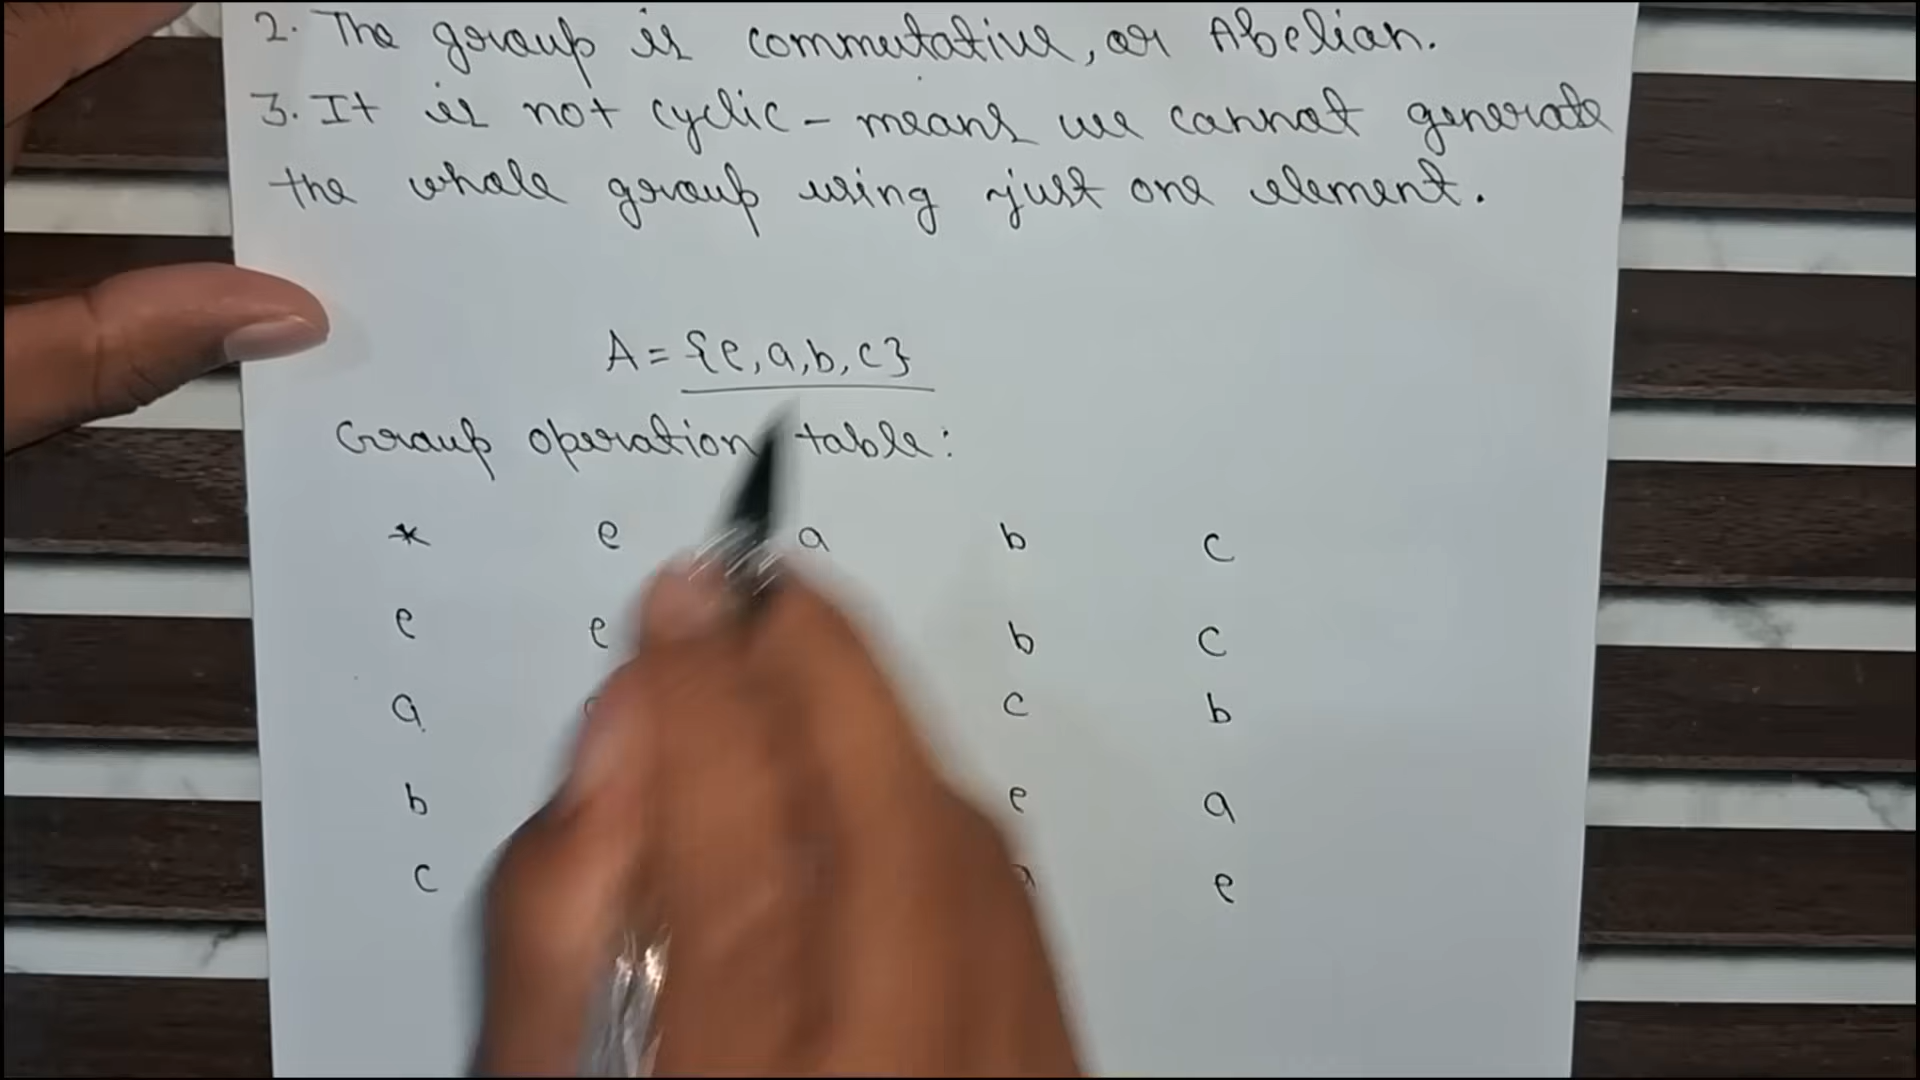 2. The group is commutative, or Abelian.
3. It is not cyclic - means we cannot generate
the whole group using just one element.
A = {e, a, b, c}
Group operation table:
* e a b c
e e b c
a c b
b e a
c e